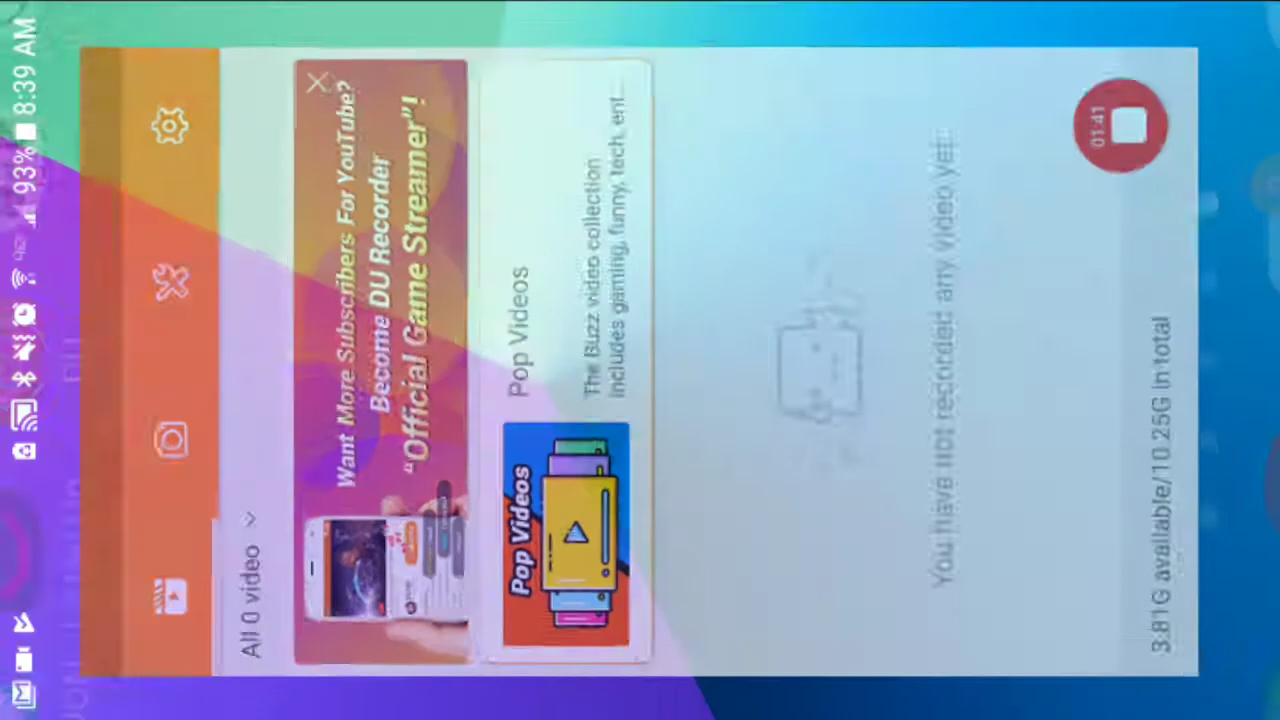 93% 8:39 AM
All 0 video
Want More Subscribers For YouTube?
Become DU Recorder
"Official Game Streamer"!
Pop Videos
Pop Videos
The Buzz video collection
includes gaming, funny, tech, ent...
You have not recorded any video yet.
01:41
3.81G available/10.25G in total